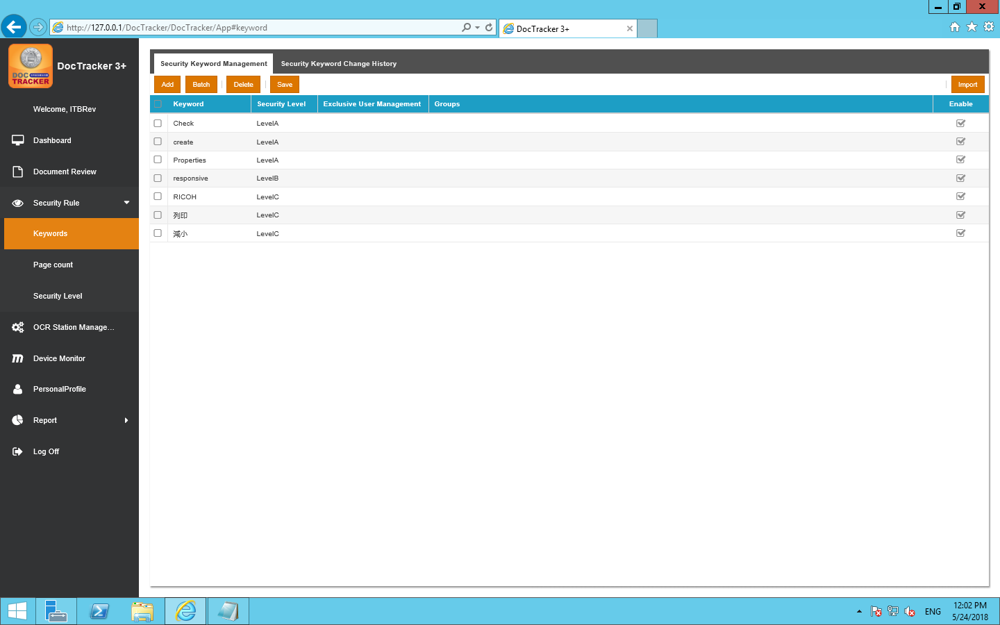 http://127.0.0.1/DocTracker/DocTracker/App#keyword
DocTracker 3+
DOC
TRACKER
DocTracker 3+
Welcome, ITBRev
Dashboard
Document Review
Security Rule
Keywords
Page count
Security Level
OCR Station Manage...
Device Monitor
PersonalProfile
Report
Log Off
Security Keyword Management
Security Keyword Change History
Add
Batch
Delete
Save
Import
Keyword
Security Level
Exclusive User Management
Groups
Enable
Check LevelA
create LevelA
Properties LevelA
responsive LevelB
RICOH LevelC
列印 LevelC
減小 LevelC
ENG
12:02 PM
5/24/2018